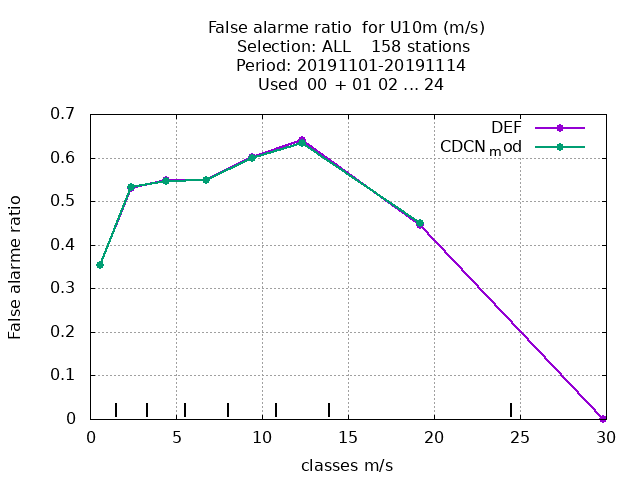 False alarme ratio for U10m (m/s)
Selection: ALL 158 stations
Period: 20191101-20191114
Used 00 + 01 02 ... 24
DEF
CDCN_mod
False alarme ratio
0.7
0.6
0.5
0.4
0.3
0.2
0.1
0
0 5 10 15 20 25 30
classes m/s